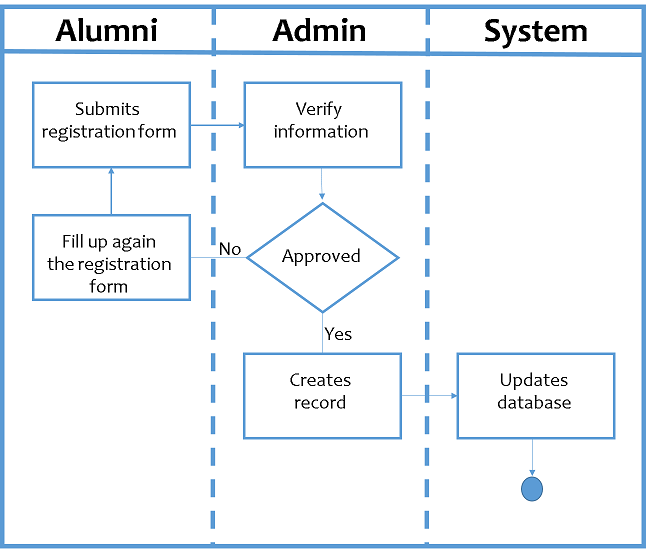 Alumni
Admin
System
Submits
registration form
Verify
information
Fill up again
the registration
form
No
Approved
Yes
Creates
record
Updates
database